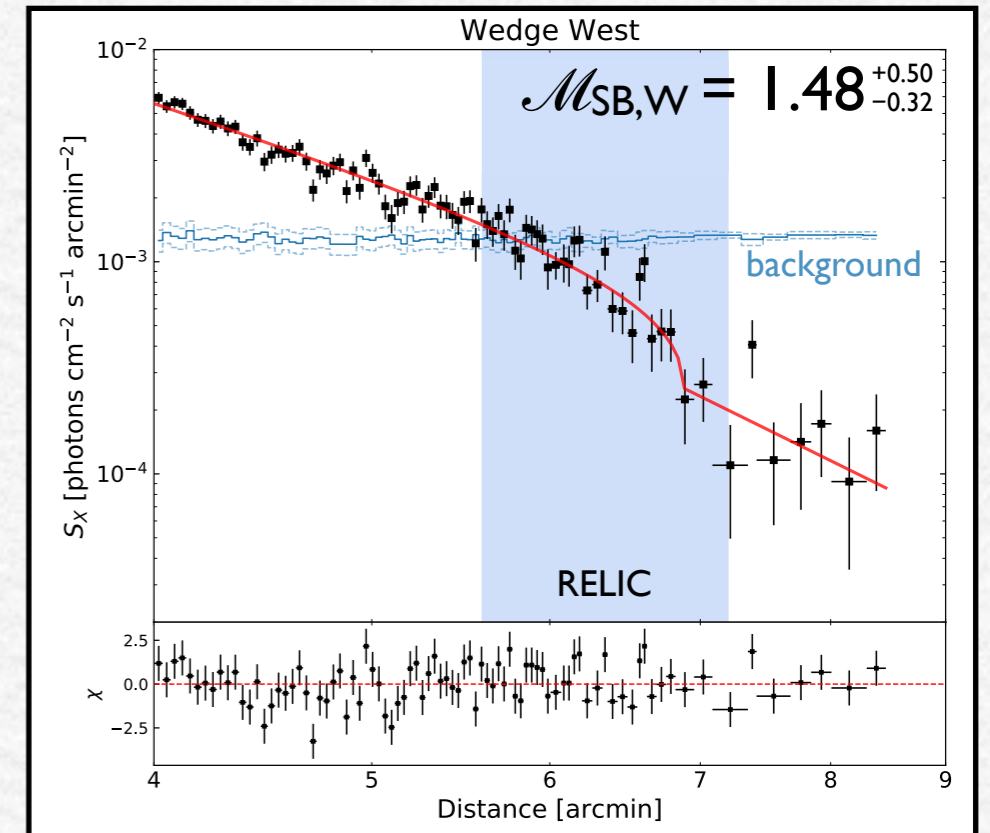 Wedge West
ℳSB,W = 1.48 +0.50 −0.32
10−2
10−3
10−4
SX [photons cm−2 s−1 arcmin−2]
background
RELIC
2.5
0.0
−2.5
χ
4 5 6 7 8 9
Distance [arcmin]